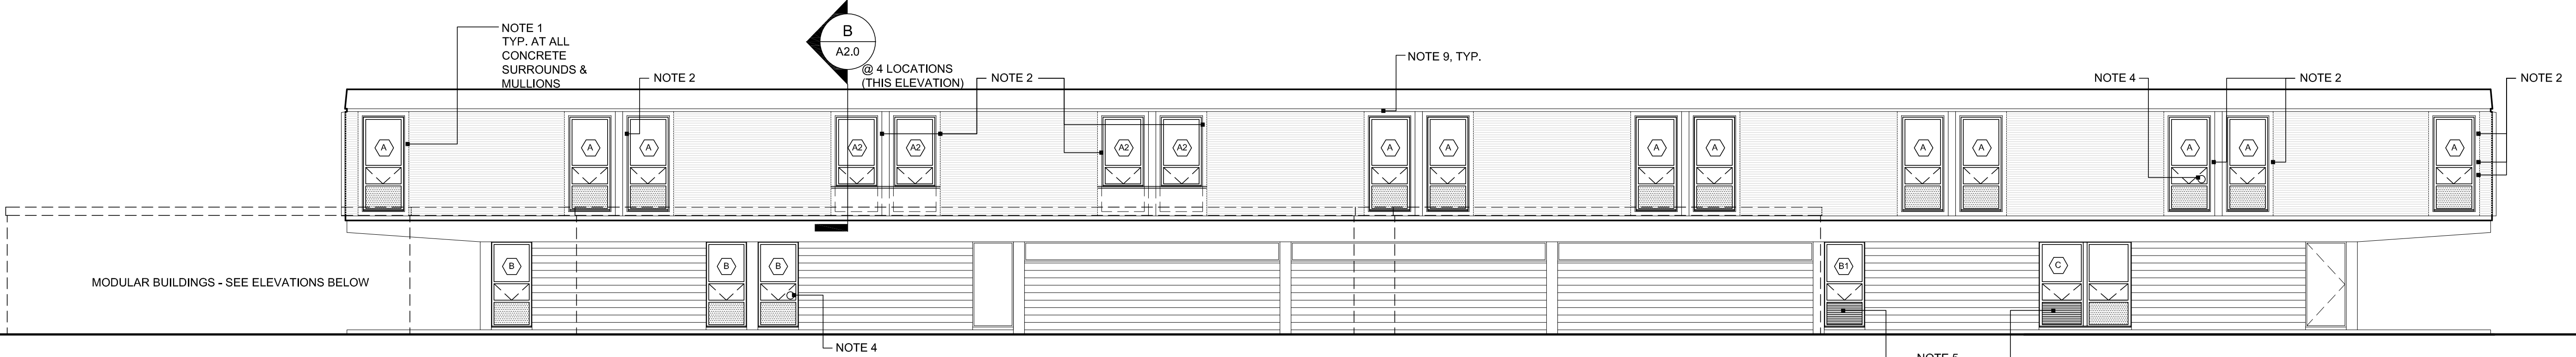 NOTE 1
TYP. AT ALL
CONCRETE
SURROUNDS &
MULLIONS
NOTE 2
B
A2.0
@ 4 LOCATIONS
(THIS ELEVATION)
NOTE 2
NOTE 9, TYP.
NOTE 4
NOTE 2
NOTE 2
A
A
A
A2
A2
A2
A2
A
A
A
A
A
A
A
A
A
MODULAR BUILDINGS - SEE ELEVATIONS BELOW
B
B
B
B1
C
NOTE 4
NOTE 5